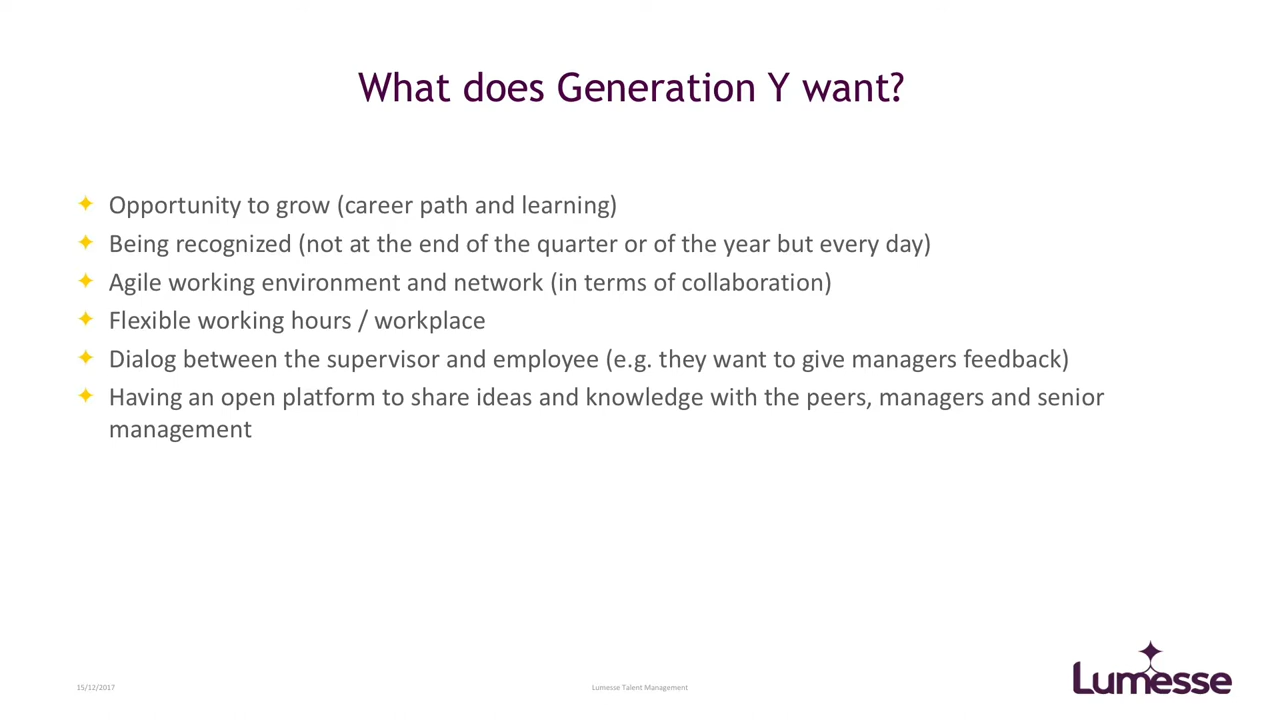 What does Generation Y want?
Opportunity to grow (career path and learning)
Being recognized (not at the end of the quarter or of the year but every day)
Agile working environment and network (in terms of collaboration)
Flexible working hours / workplace
Dialog between the supervisor and employee (e.g. they want to give managers feedback)
Having an open platform to share ideas and knowledge with the peers, managers and senior
management
15/12/2017
Lumesse Talent Management
Lumesse